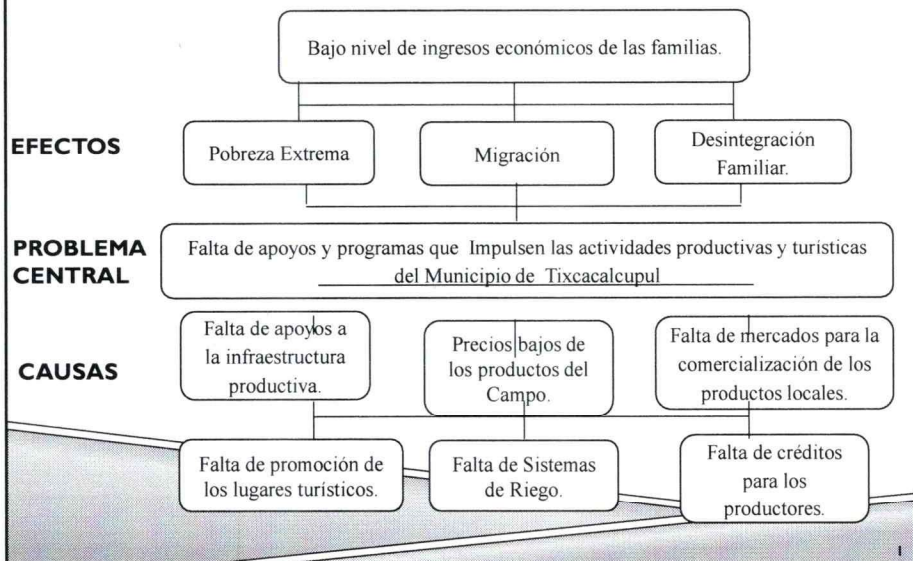 Bajo nivel de ingresos económicos de las familias.
EFECTOS
Pobreza Extrema
Migración
Desintegración
Familiar.
PROBLEMA
CENTRAL
Falta de apoyos y programas que Impulsen las actividades productivas y turísticas
del Municipio de Tixcacalcupul
CAUSAS
Falta de apoyos a
la infraestructura
productiva.
Precios bajos de
los productos del
Campo.
Falta de mercados para la
comercialización de los
productos locales.
Falta de promoción de
los lugares turísticos.
Falta de Sistemas
de Riego.
Falta de créditos
para los
productores.
1